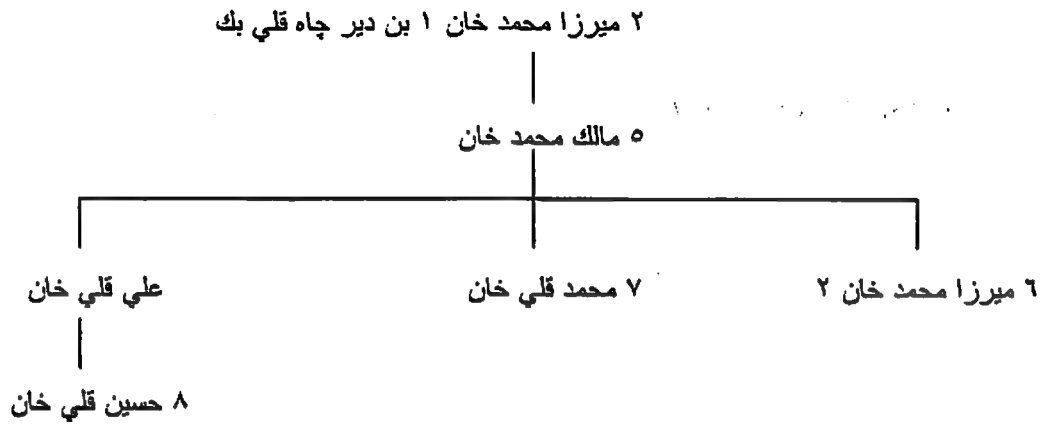 ٢ ميرزا محمد خان ١ بن دير چاه قلي بك
٥ مالك محمد خان
٦ ميرزا محمد خان ٢
٧ محمد قلي خان
علي قلي خان
٨ حسين قلي خان